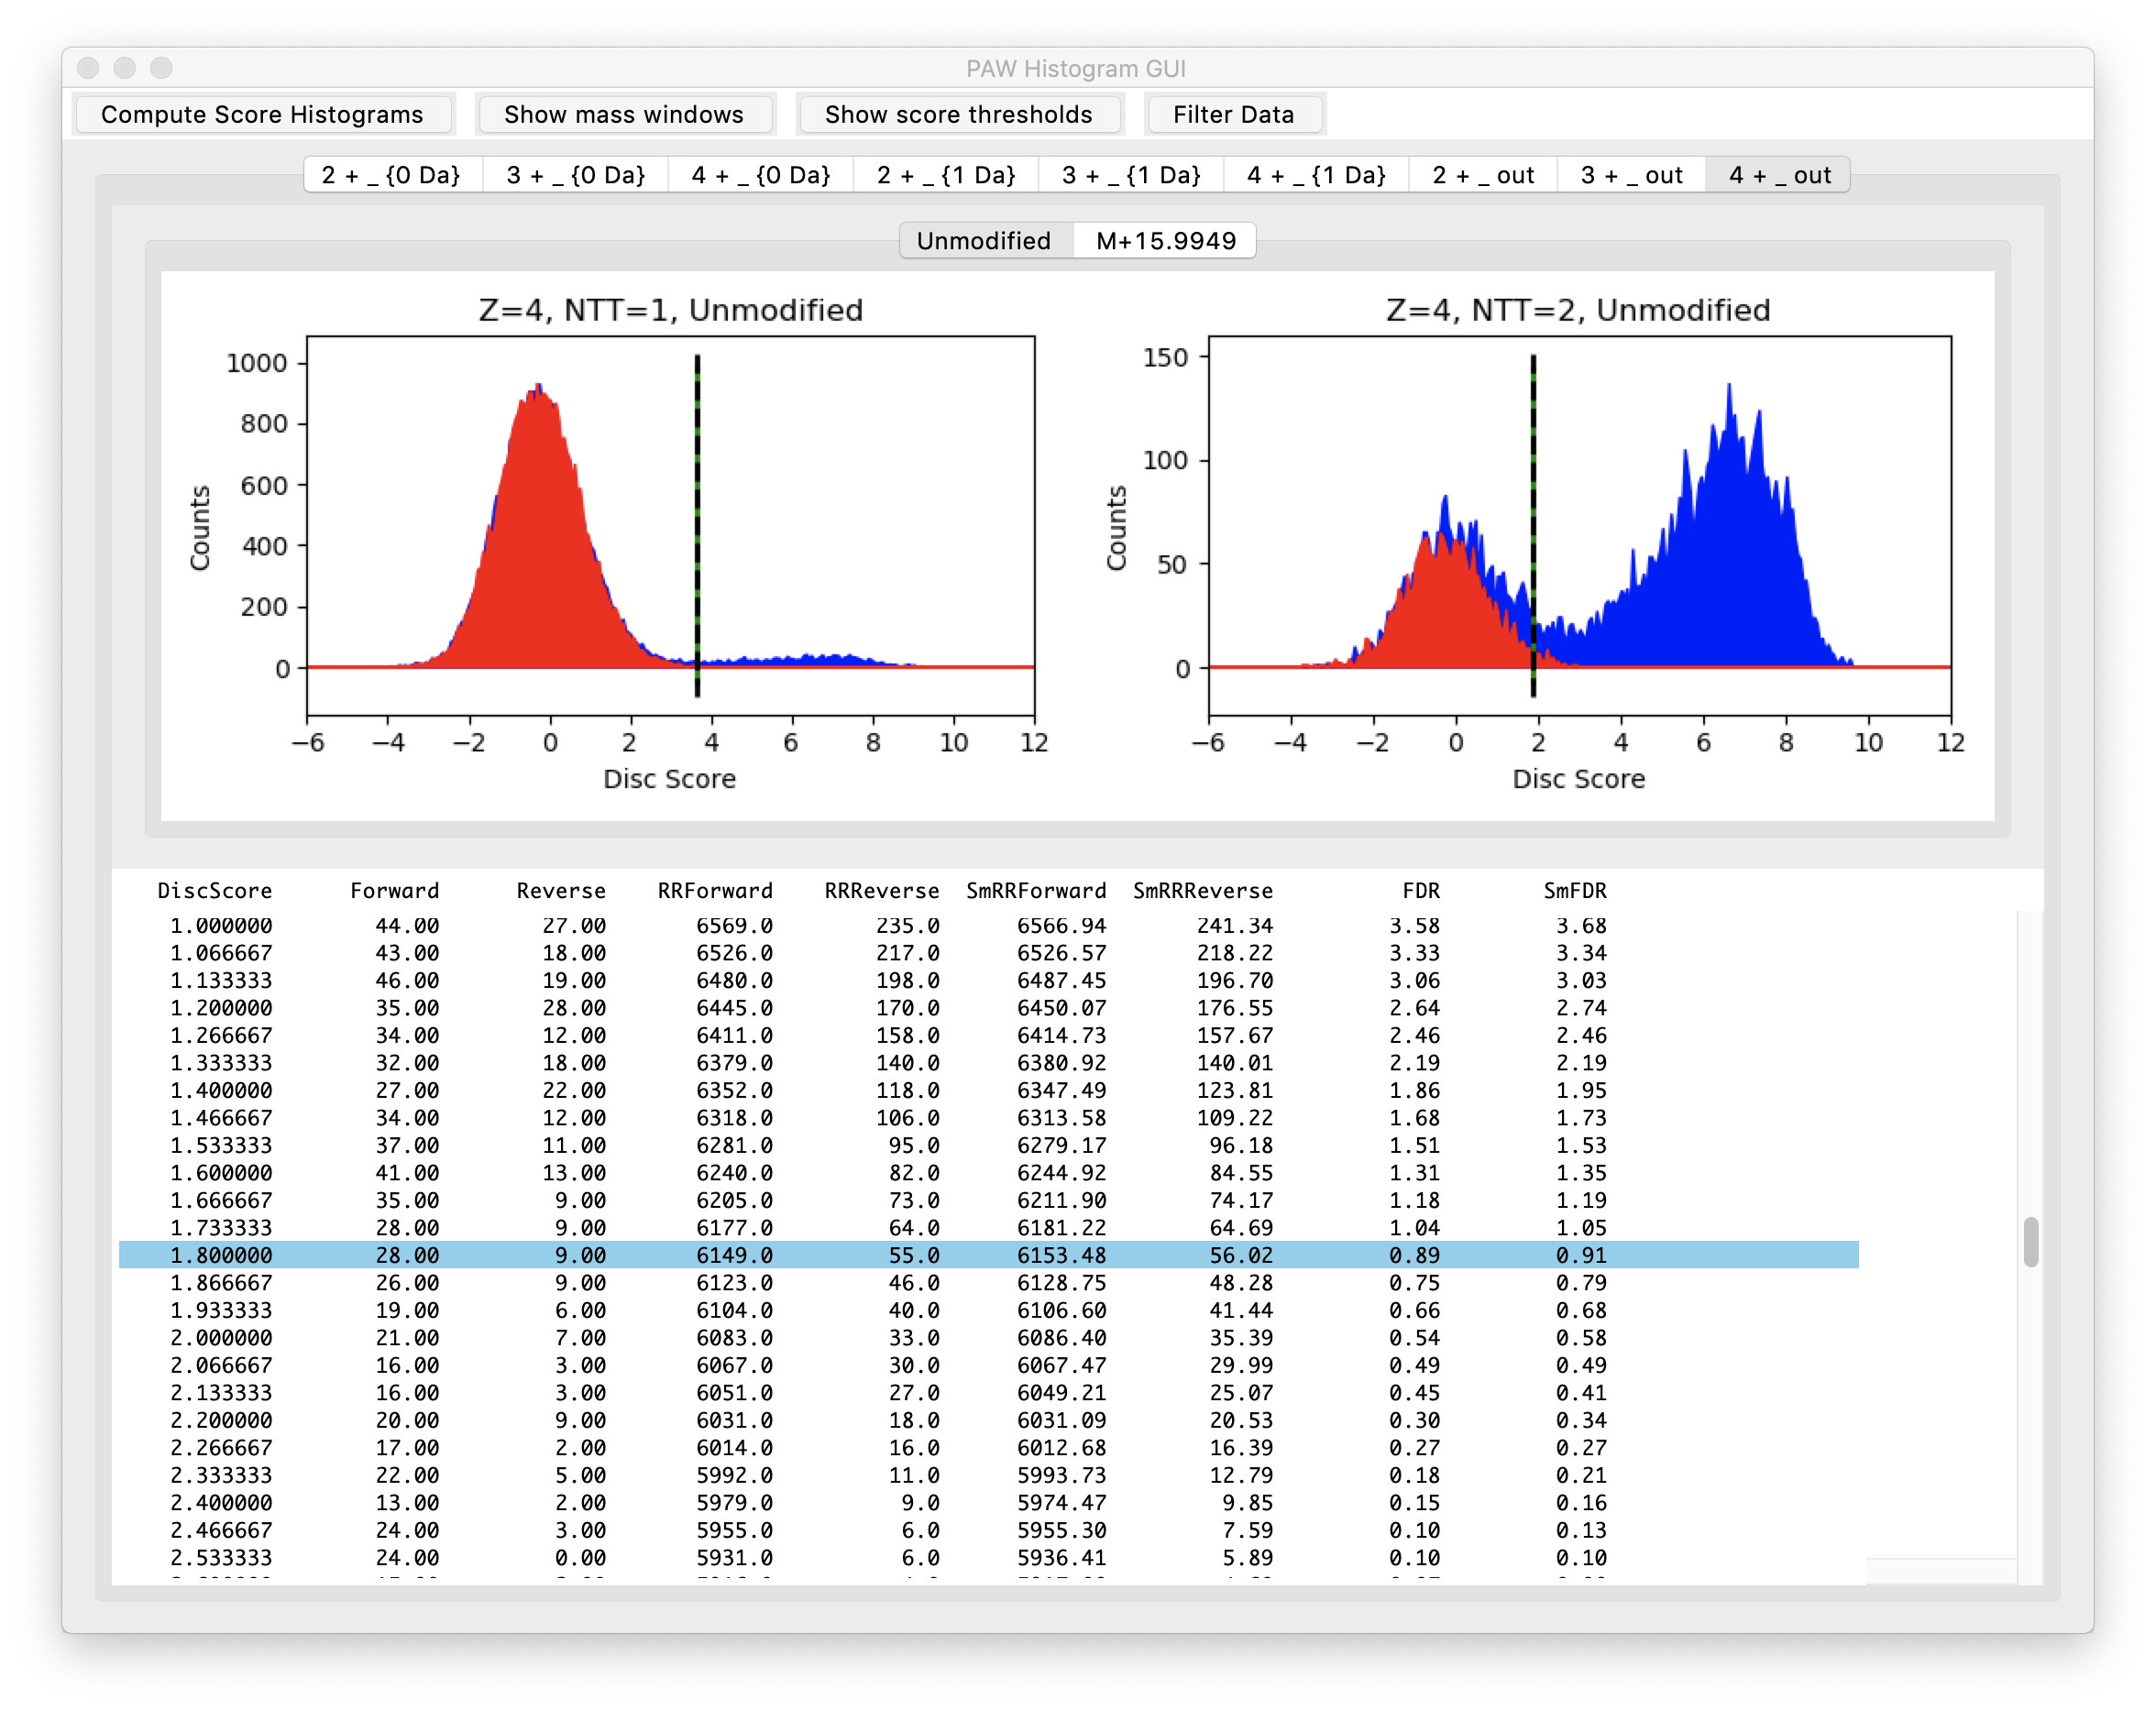 PAW Histogram GUI
Compute Score Histograms Show mass windows Show score thresholds Filter Data
2 + _ {0 Da} 3 + _ {0 Da} 4 + _ {0 Da} 2 + _ {1 Da} 3 + _ {1 Da} 4 + _ {1 Da} 2 + _ out 3 + _ out 4 + _ out
Unmodified M+15.9949
Z=4, NTT=1, Unmodified
1000
800
600
400
200
0
Counts
−6 −4 −2 0 2 4 6 8 10 12
Disc Score
Z=4, NTT=2, Unmodified
150
100
50
0
Counts
−6 −4 −2 0 2 4 6 8 10 12
Disc Score
DiscScore Forward Reverse RRForward RRReverse SmRRForward SmRRReverse FDR SmFDR
1.000000 44.00 27.00 6569.0 235.0 6566.94 241.34 3.58 3.68
1.066667 43.00 18.00 6526.0 217.0 6526.57 218.22 3.33 3.34
1.133333 46.00 19.00 6480.0 198.0 6487.45 196.70 3.06 3.03
1.200000 35.00 28.00 6445.0 170.0 6450.07 176.55 2.64 2.74
1.266667 34.00 12.00 6411.0 158.0 6414.73 157.67 2.46 2.46
1.333333 32.00 18.00 6379.0 140.0 6380.92 140.01 2.19 2.19
1.400000 27.00 22.00 6352.0 118.0 6347.49 123.81 1.86 1.95
1.466667 34.00 12.00 6318.0 106.0 6313.58 109.22 1.68 1.73
1.533333 37.00 11.00 6281.0 95.0 6279.17 96.18 1.51 1.53
1.600000 41.00 13.00 6240.0 82.0 6244.92 84.55 1.31 1.35
1.666667 35.00 9.00 6205.0 73.0 6211.90 74.17 1.18 1.19
1.733333 28.00 9.00 6177.0 64.0 6181.22 64.69 1.04 1.05
1.800000 28.00 9.00 6149.0 55.0 6153.48 56.02 0.89 0.91
1.866667 26.00 9.00 6123.0 46.0 6128.75 48.28 0.75 0.79
1.933333 19.00 6.00 6104.0 40.0 6106.60 41.44 0.66 0.68
2.000000 21.00 7.00 6083.0 33.0 6086.40 35.39 0.54 0.58
2.066667 16.00 3.00 6067.0 30.0 6067.47 29.99 0.49 0.49
2.133333 16.00 3.00 6051.0 27.0 6049.21 25.07 0.45 0.41
2.200000 20.00 9.00 6031.0 18.0 6031.09 20.53 0.30 0.34
2.266667 17.00 2.00 6014.0 16.0 6012.68 16.39 0.27 0.27
2.333333 22.00 5.00 5992.0 11.0 5993.73 12.79 0.18 0.21
2.400000 13.00 2.00 5979.0 9.0 5974.47 9.85 0.15 0.16
2.466667 24.00 3.00 5955.0 6.0 5955.30 7.59 0.10 0.13
2.533333 24.00 0.00 5931.0 6.0 5936.41 5.89 0.10 0.10